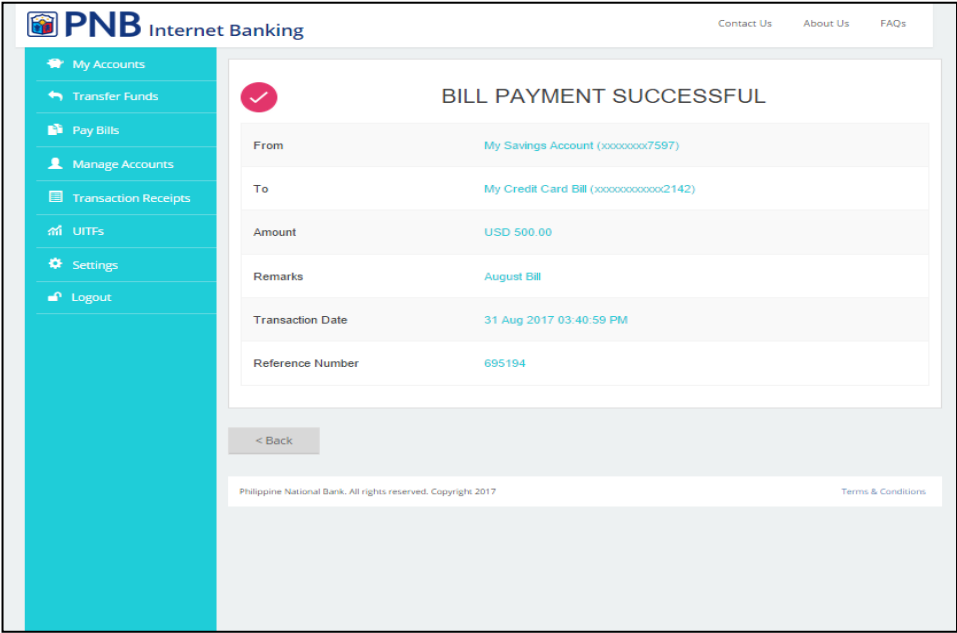 PNB Internet Banking
Contact Us About Us FAQs
My Accounts
Transfer Funds
Pay Bills
Manage Accounts
Transaction Receipts
UITFs
Settings
Logout
BILL PAYMENT SUCCESSFUL
From My Savings Account (xxxxxxxx7597)
To My Credit Card Bill (xxxxxxxxxxxx2142)
Amount USD 500.00
Remarks August Bill
Transaction Date 31 Aug 2017 03:40:59 PM
Reference Number 695194
< Back
Philippine National Bank. All rights reserved. Copyright 2017 Terms & Conditions